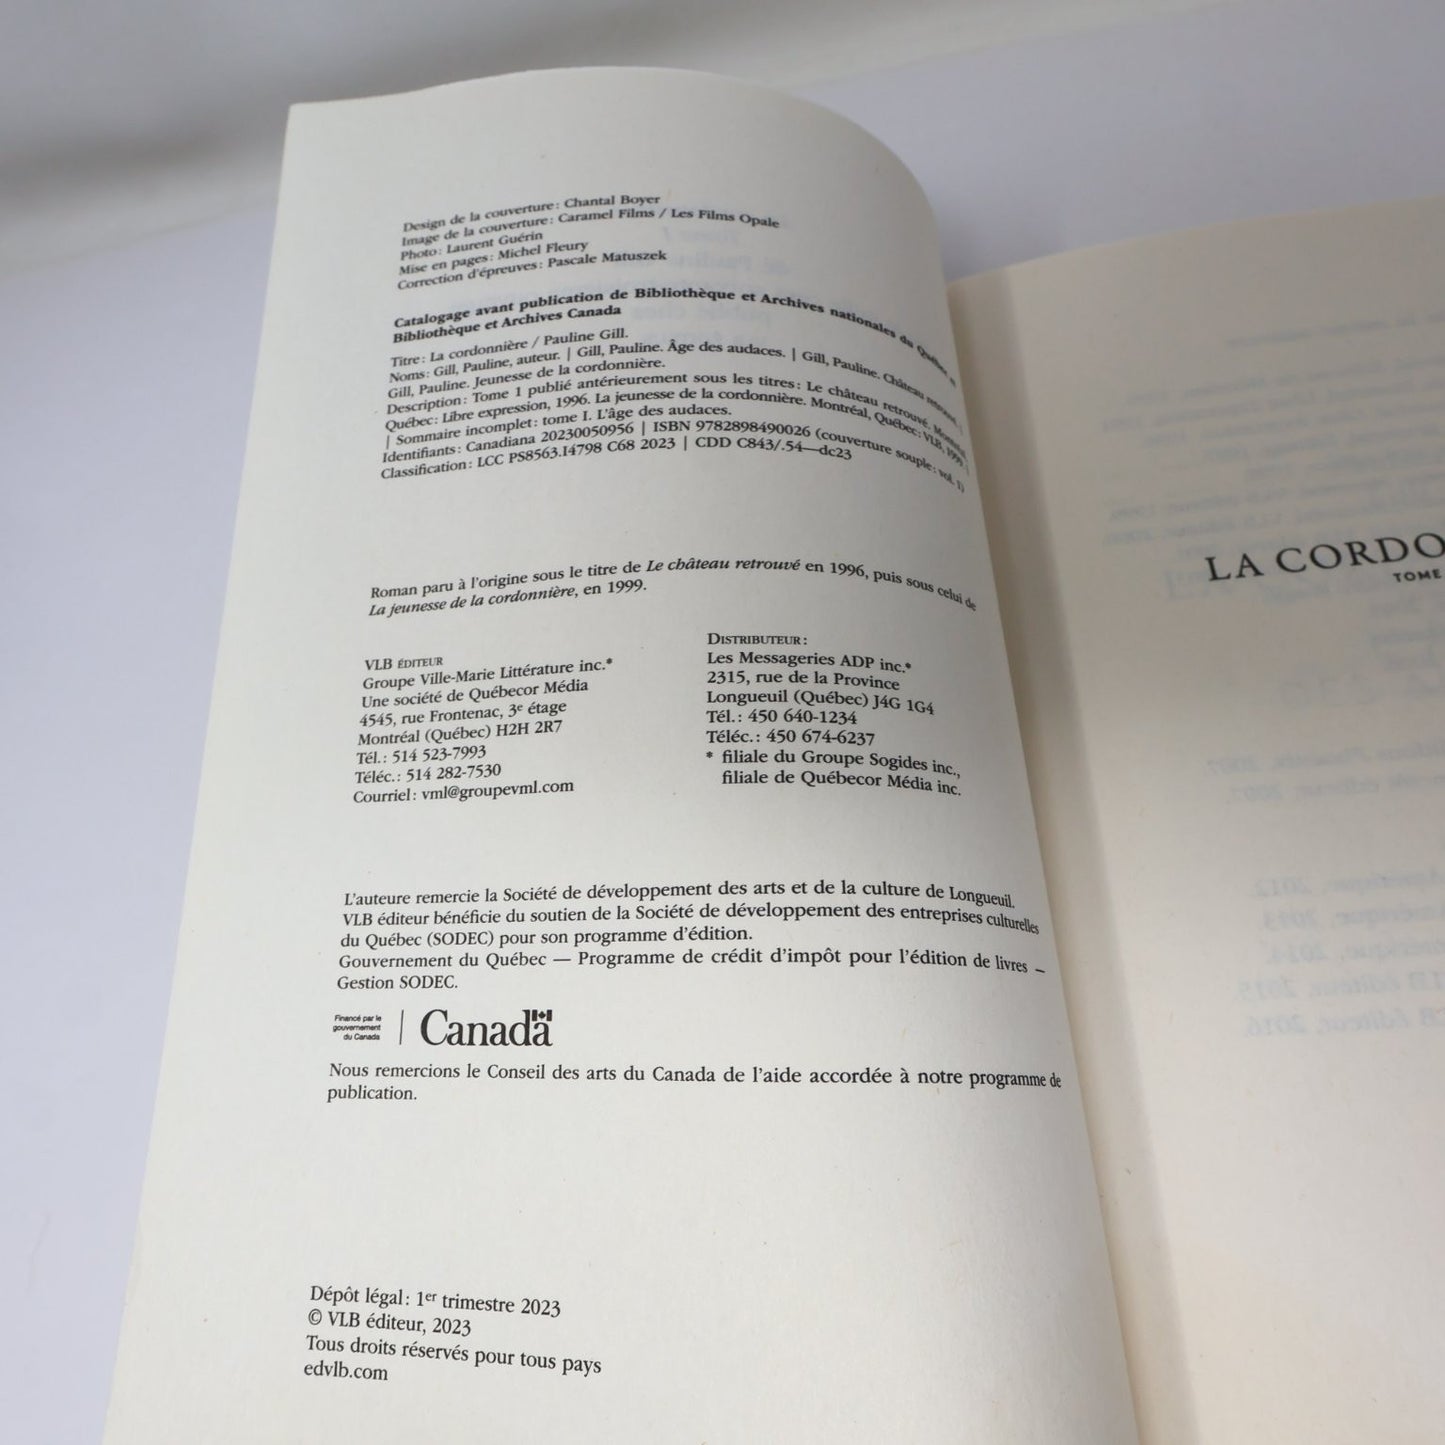 Design de la couverture : Chantal Boyer
Image de la couverture : Caramel Films / Les Films Opale
Photo : Laurent Guérin
Mise en pages : Michel Fleury
Correction d'épreuves : Pascale Matuszek
Catalogage avant publication de Bibliothèque et Archives nationales du Québec et
Bibliothèque et Archives Canada
Titre : La cordonnière / Pauline Gill.
Noms : Gill, Pauline, auteur. | Gill, Pauline. Âge des audaces. | Gill, Pauline. Château retrouvé. |
Gill, Pauline. Jeunesse de la cordonnière.
Description : Tome 1 publié antérieurement sous les titres : Le château retrouvé. Montréal,
Québec : Libre expression, 1996. La jeunesse de la cordonnière. Montréal, Québec : VLB, 1999.
| Sommaire incomplet : tome I. L'âge des audaces.
Identifiants : Canadiana 20230050956 | ISBN 9782898490026 (couverture souple : vol. 1)
Classification : LCC PS8563.I4798 C68 2023 | CDD C843/.54—dc23
Roman paru à l'origine sous le titre de Le château retrouvé en 1996, puis sous celui de
La jeunesse de la cordonnière, en 1999.
VLB ÉDITEUR
Groupe Ville-Marie Littérature inc.*
Une société de Québecor Média
4545, rue Frontenac, 3e étage
Montréal (Québec) H2H 2R7
Tél. : 514 523-7993
Téléc. : 514 282-7530
Courriel : vml@groupevml.com
DISTRIBUTEUR :
Les Messageries ADP inc.*
2315, rue de la Province
Longueuil (Québec) J4G 1G4
Tél. : 450 640-1234
Téléc. : 450 674-6237
* filiale du Groupe Sogides inc.,
filiale de Québecor Média inc.
L'auteure remercie la Société de développement des arts et de la culture de Longueuil.
VLB éditeur bénéficie du soutien de la Société de développement des entreprises culturelles
du Québec (SODEC) pour son programme d'édition.
Gouvernement du Québec — Programme de crédit d'impôt pour l'édition de livres –
Gestion SODEC.
Financé par le
gouvernement
du Canada
Canada
Nous remercions le Conseil des arts du Canada de l'aide accordée à notre programme de
publication.
Dépôt légal : 1er trimestre 2023
© VLB éditeur, 2023
Tous droits réservés pour tous pays
edvlb.com
LA CORDO
TOME